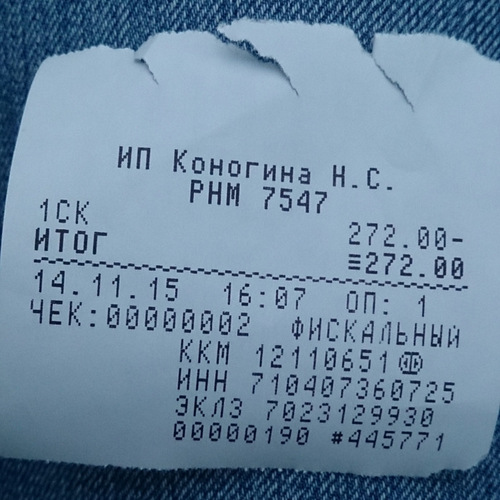 ИП Коногина Н.С.
РНМ 7547
1СК 272.00-
ИТОГ ≡272.00
14.11.15 16:07 ОП: 1
ЧЕК:00000002 ФИСКАЛЬНЫЙ
ККМ 12110651
ИНН 710407360725
ЭКЛЗ 7023129930
00000190 #445771